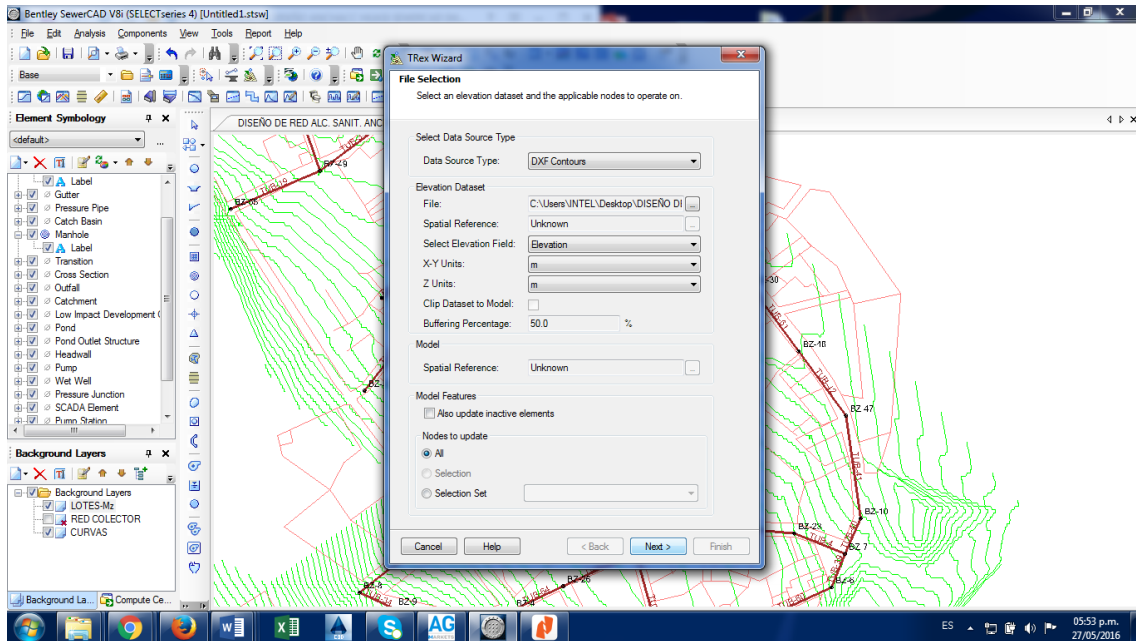 Bentley SewerCAD V8i (SELECTseries 4) [Untitled1.stsw]
File Edit Analysis Components View Tools Report Help
Base
Element Symbology
<default>
Label
Gutter
Pressure Pipe
Catch Basin
Manhole
Label
Transition
Cross Section
Outfall
Catchment
Low Impact Development
Pond
Pond Outlet Structure
Headwall
Pump
Wet Well
Pressure Junction
SCADA Element
Pump Station
Background Layers
Background Layers
LOTES-Mz
RED COLECTOR
CURVAS
Background La... Compute Ce...
DISEÑO DE RED ALC. SANIT. ANC
TRex Wizard
File Selection
Select an elevation dataset and the applicable nodes to operate on.
Select Data Source Type
Data Source Type: DXF Contours
Elevation Dataset
File: C:\Users\INTEL\Desktop\DISEÑO DI ...
Spatial Reference: Unknown ...
Select Elevation Field: Elevation
X-Y Units: m
Z Units: m
Clip Dataset to Model:
Buffering Percentage: 50.0 %
Model
Spatial Reference: Unknown ...
Model Features
Also update inactive elements
Nodes to update
All
Selection
Selection Set
Cancel Help < Back Next > Finish
BZ-18
BZ 47
BZ-10
BZ-23
BZ 7
BZ-6
BZ-26
BZ-9
ES 05:53 p.m.
27/05/2016